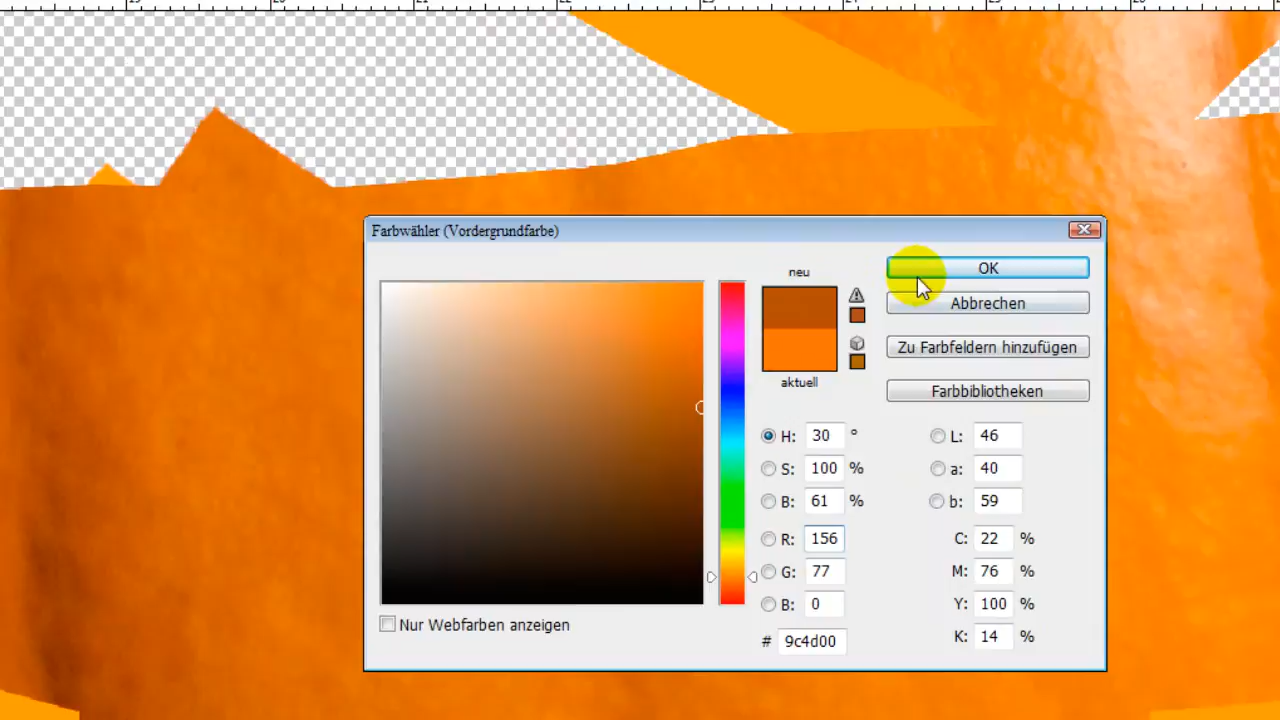 Farbwähler (Vordergrundfarbe)
neu
aktuell
OK
Abbrechen
Zu Farbfeldern hinzufügen
Farbbibliotheken
H: 30 °
S: 100 %
B: 61 %
R: 156
G: 77
B: 0
# 9c4d00
L: 46
a: 40
b: 59
C: 22 %
M: 76 %
Y: 100 %
K: 14 %
Nur Webfarben anzeigen